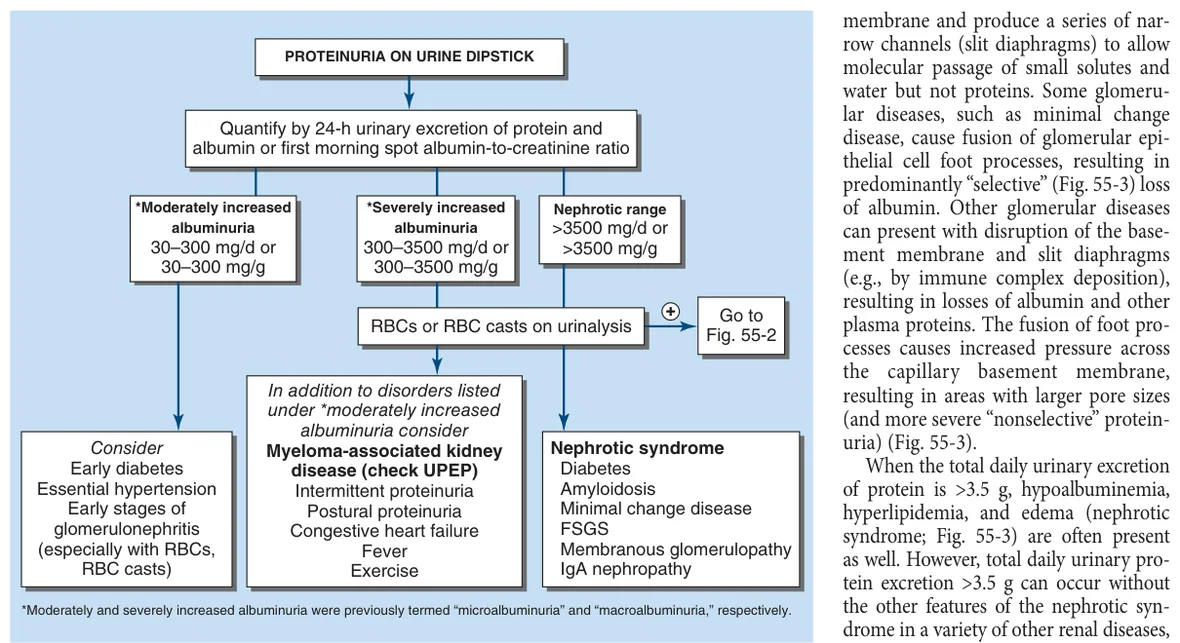 PROTEINURIA ON URINE DIPSTICK
Quantify by 24-h urinary excretion of protein and
albumin or first morning spot albumin-to-creatinine ratio
*Moderately increased
albuminuria
30–300 mg/d or
30–300 mg/g
*Severely increased
albuminuria
300–3500 mg/d or
300–3500 mg/g
Nephrotic range
>3500 mg/d or
>3500 mg/g
RBCs or RBC casts on urinalysis
+
Go to
Fig. 55-2
Consider
Early diabetes
Essential hypertension
Early stages of
glomerulonephritis
(especially with RBCs,
RBC casts)
In addition to disorders listed
under *moderately increased
albuminuria consider
Myeloma-associated kidney
disease (check UPEP)
Intermittent proteinuria
Postural proteinuria
Congestive heart failure
Fever
Exercise
Nephrotic syndrome
Diabetes
Amyloidosis
Minimal change disease
FSGS
Membranous glomerulopathy
IgA nephropathy
*Moderately and severely increased albuminuria were previously termed “microalbuminuria” and “macroalbuminuria,” respectively.
membrane and produce a series of nar-
row channels (slit diaphragms) to allow
molecular passage of small solutes and
water but not proteins. Some glomeru-
lar diseases, such as minimal change
disease, cause fusion of glomerular epi-
thelial cell foot processes, resulting in
predominantly “selective” (Fig. 55-3) loss
of albumin. Other glomerular diseases
can present with disruption of the base-
ment membrane and slit diaphragms
(e.g., by immune complex deposition),
resulting in losses of albumin and other
plasma proteins. The fusion of foot pro-
cesses causes increased pressure across
the capillary basement membrane,
resulting in areas with larger pore sizes
(and more severe “nonselective” protein-
uria) (Fig. 55-3).
When the total daily urinary excretion
of protein is >3.5 g, hypoalbuminemia,
hyperlipidemia, and edema (nephrotic
syndrome; Fig. 55-3) are often present
as well. However, total daily urinary pro-
tein excretion >3.5 g can occur without
the other features of the nephrotic syn-
drome in a variety of other renal diseases,